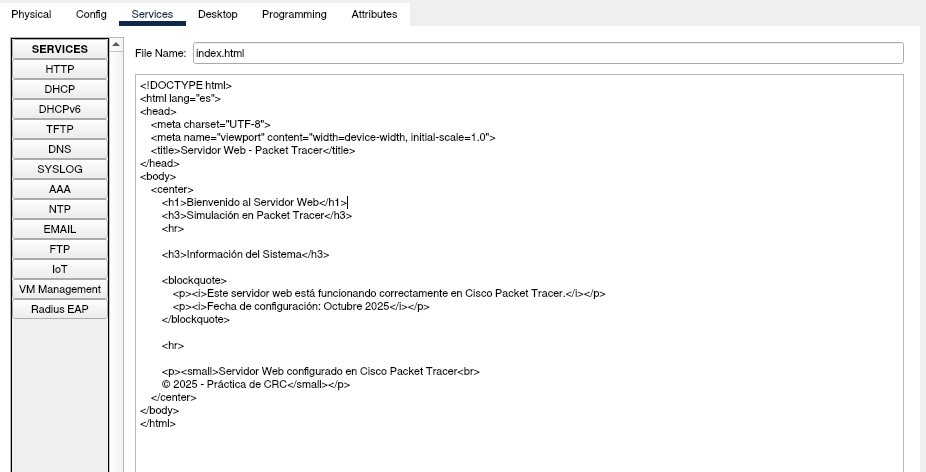 Physical Config Services Desktop Programming Attributes
SERVICES
HTTP
DHCP
DHCPv6
TFTP
DNS
SYSLOG
AAA
NTP
EMAIL
FTP
IoT
VM Management
Radius EAP
File Name: index.html
<!DOCTYPE html>
<html lang="es">
<head>
    <meta charset="UTF-8">
    <meta name="viewport" content="width=device-width, initial-scale=1.0">
    <title>Servidor Web - Packet Tracer</title>
</head>
<body>
    <center>
        <h1>Bienvenido al Servidor Web</h1>
        <h3>Simulación en Packet Tracer</h3>
        <hr>
        <h3>Información del Sistema</h3>
        <blockquote>
            <p><i>Este servidor web está funcionando correctamente en Cisco Packet Tracer.</i></p>
            <p><i>Fecha de configuración: Octubre 2025</i></p>
        </blockquote>
        <hr>
        <p><small>Servidor Web configurado en Cisco Packet Tracer<br>
        © 2025 - Práctica de CRC</small></p>
    </center>
</body>
</html>